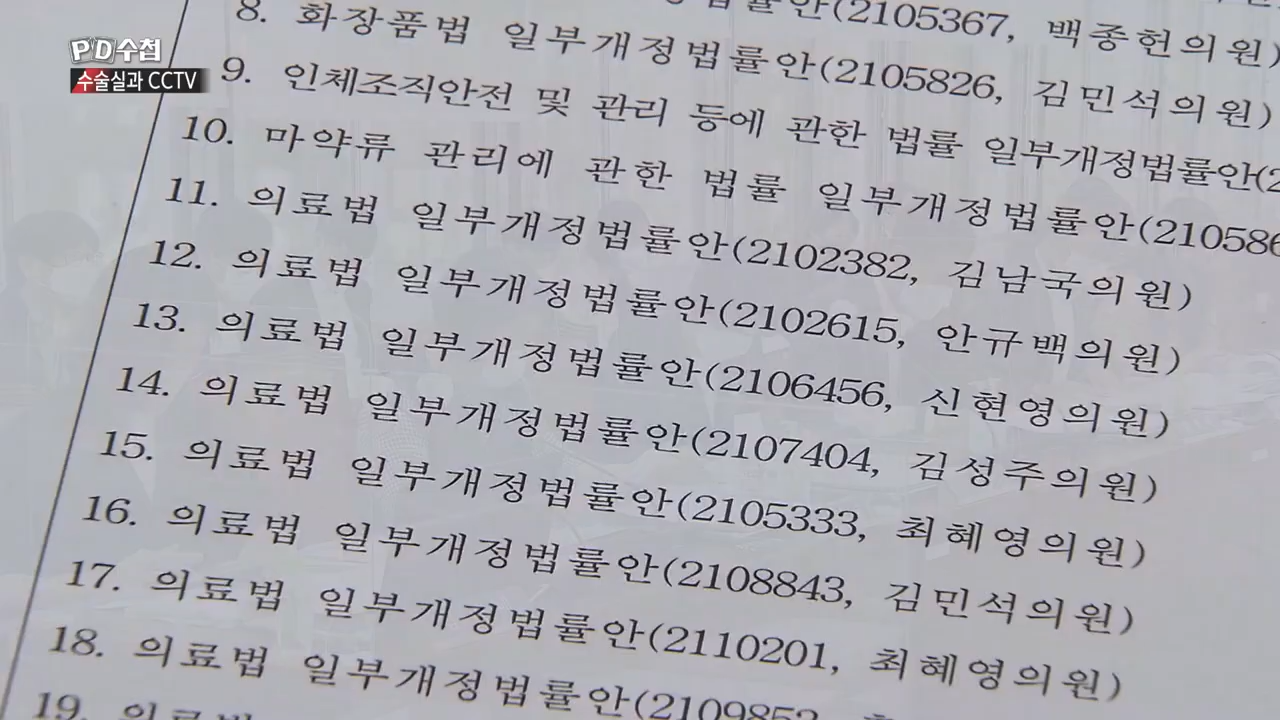 PD수첩
수술실과 CCTV
법률안(2105367, 백종헌의원)
8. 화장품법 일부개정법률안(2105826, 김민석의원)
9. 인체조직안전 및 관리 등에 관한 법률 일부개정법률안(2
10. 마약류 관리에 관한 법률 일부개정법률안(210586
11. 의료법 일부개정법률안(2102382, 김남국의원)
12. 의료법 일부개정법률안(2102615, 안규백의원)
13. 의료법 일부개정법률안(2106456, 신현영의원)
14. 의료법 일부개정법률안(2107404, 김성주의원)
15. 의료법 일부개정법률안(2105333, 최혜영의원)
16. 의료법 일부개정법률안(2108843, 김민석의원)
17. 의료법 일부개정법률안(2110201, 최혜영의원)
18. 의료법 일부개정법률안(2109852,
19. 의료법